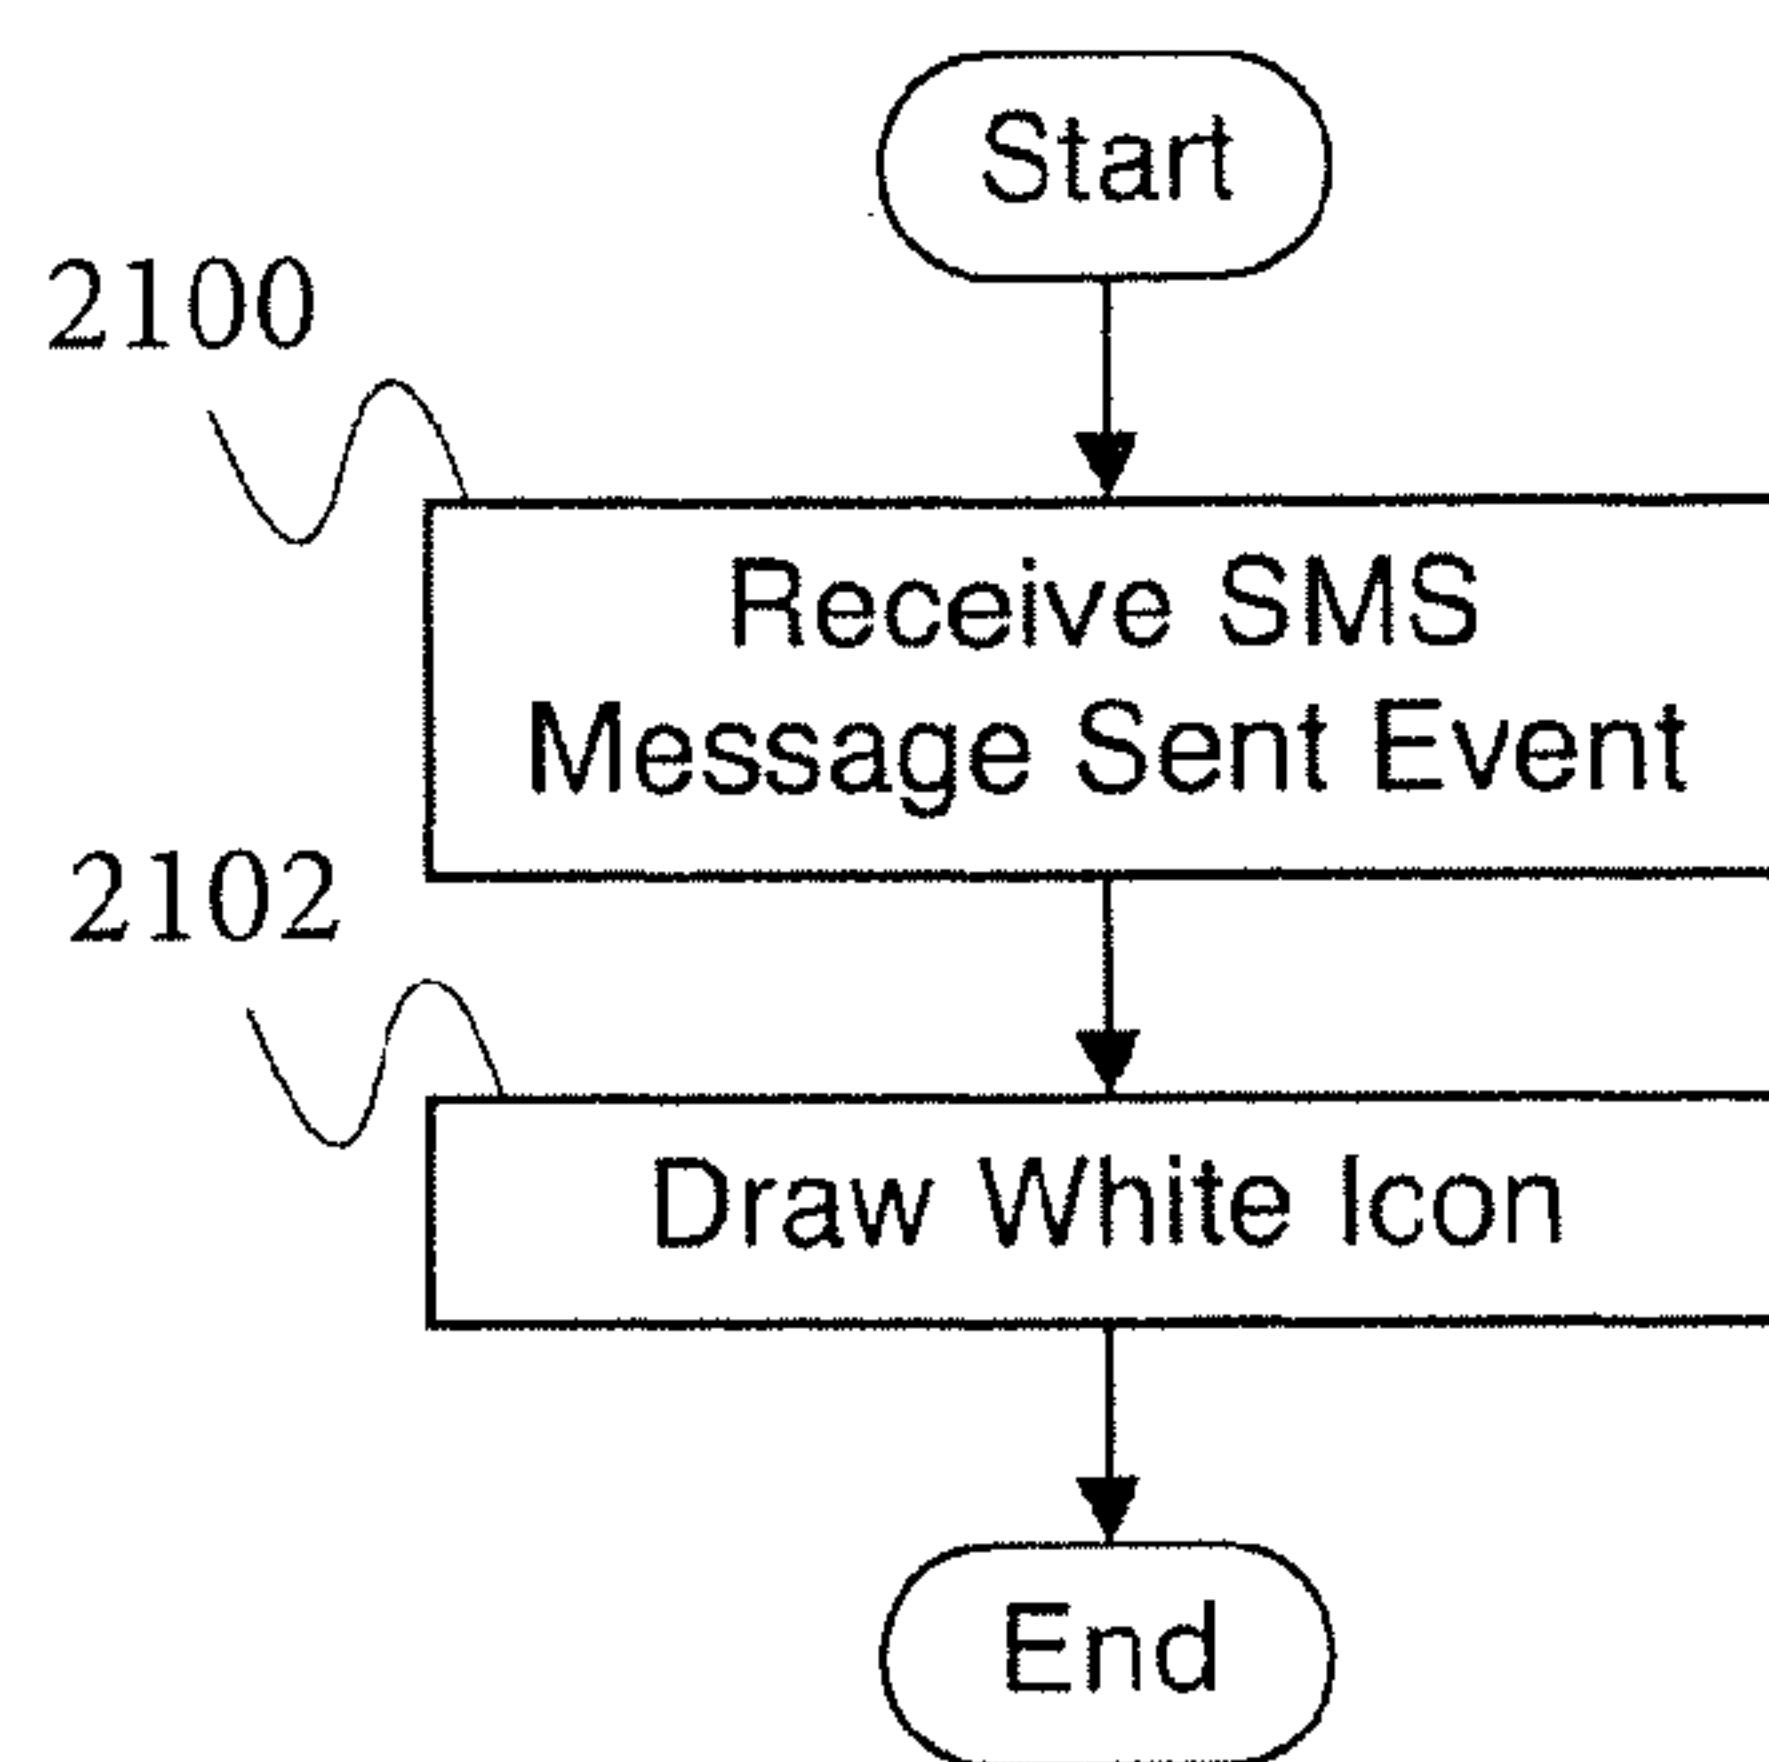 Start
2100
Receive SMS
Message Sent Event
2102
Draw White Icon
End